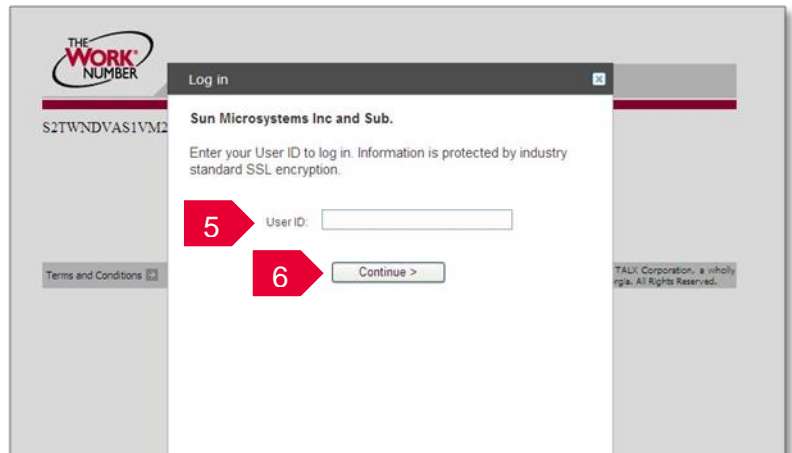 THE
WORK
NUMBER
Log in
S2TWNDVAS1VM2
Sun Microsystems Inc and Sub.
Enter your User ID to log in. Information is protected by industry
standard SSL encryption.
5
User ID:
6
Continue >
Terms and Conditions
TALX Corporation, a wholly
rgia. All Rights Reserved.